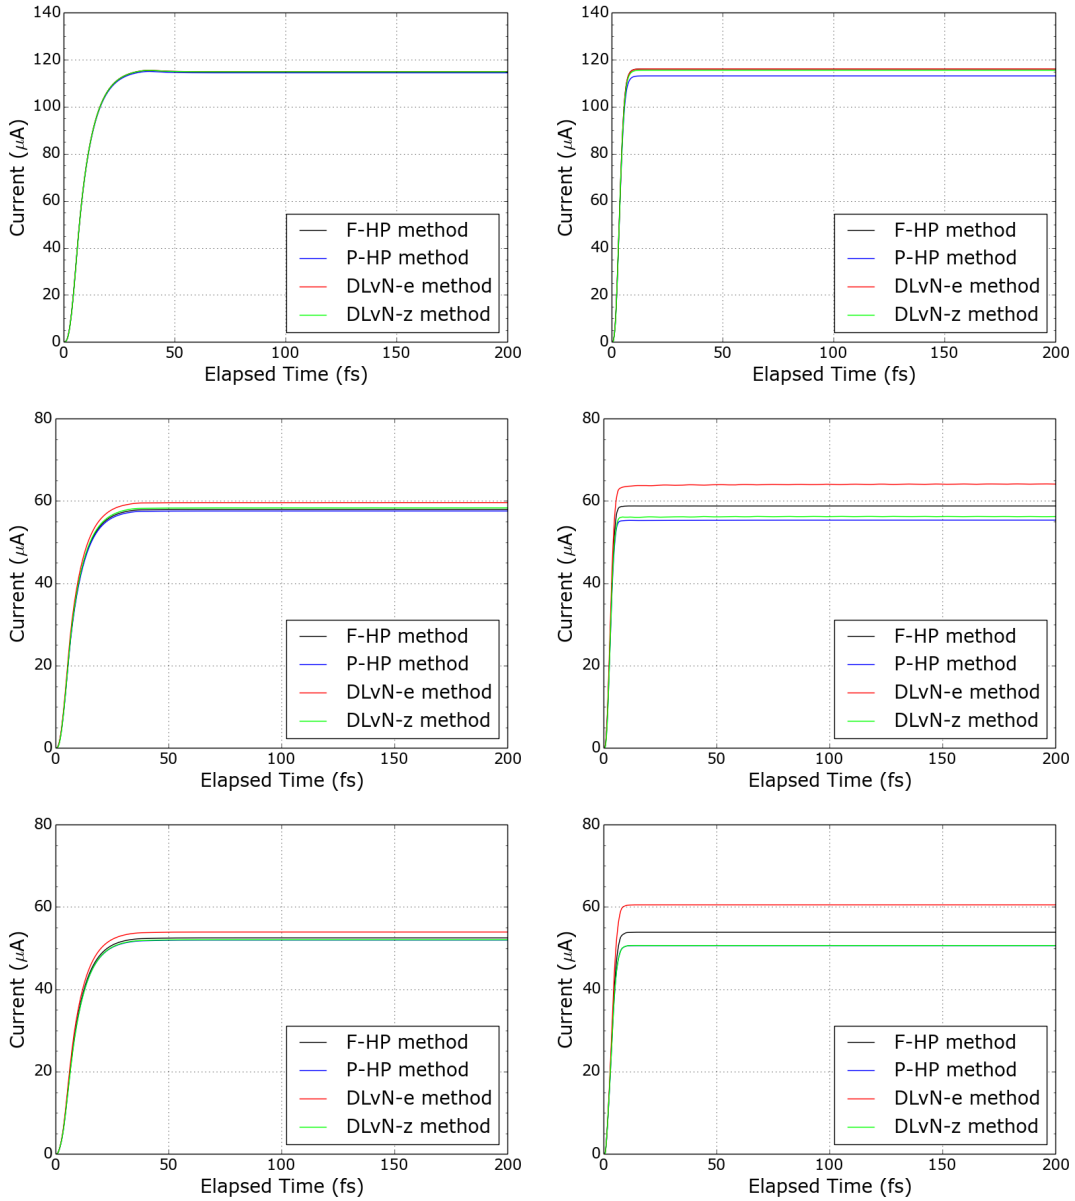 140
120
100
80
60
40
20
0
Current (μA)
F-HP method
P-HP method
DLvN-e method
DLvN-z method
0 50 100 150 200
Elapsed Time (fs)
140
120
100
80
60
40
20
0
Current (μA)
F-HP method
P-HP method
DLvN-e method
DLvN-z method
0 50 100 150 200
Elapsed Time (fs)
80
60
40
20
0
Current (μA)
F-HP method
P-HP method
DLvN-e method
DLvN-z method
0 50 100 150 200
Elapsed Time (fs)
80
60
40
20
0
Current (μA)
F-HP method
P-HP method
DLvN-e method
DLvN-z method
0 50 100 150 200
Elapsed Time (fs)
80
60
40
20
0
Current (μA)
F-HP method
P-HP method
DLvN-e method
DLvN-z method
0 50 100 150 200
Elapsed Time (fs)
80
60
40
20
0
Current (μA)
F-HP method
P-HP method
DLvN-e method
DLvN-z method
0 50 100 150 200
Elapsed Time (fs)